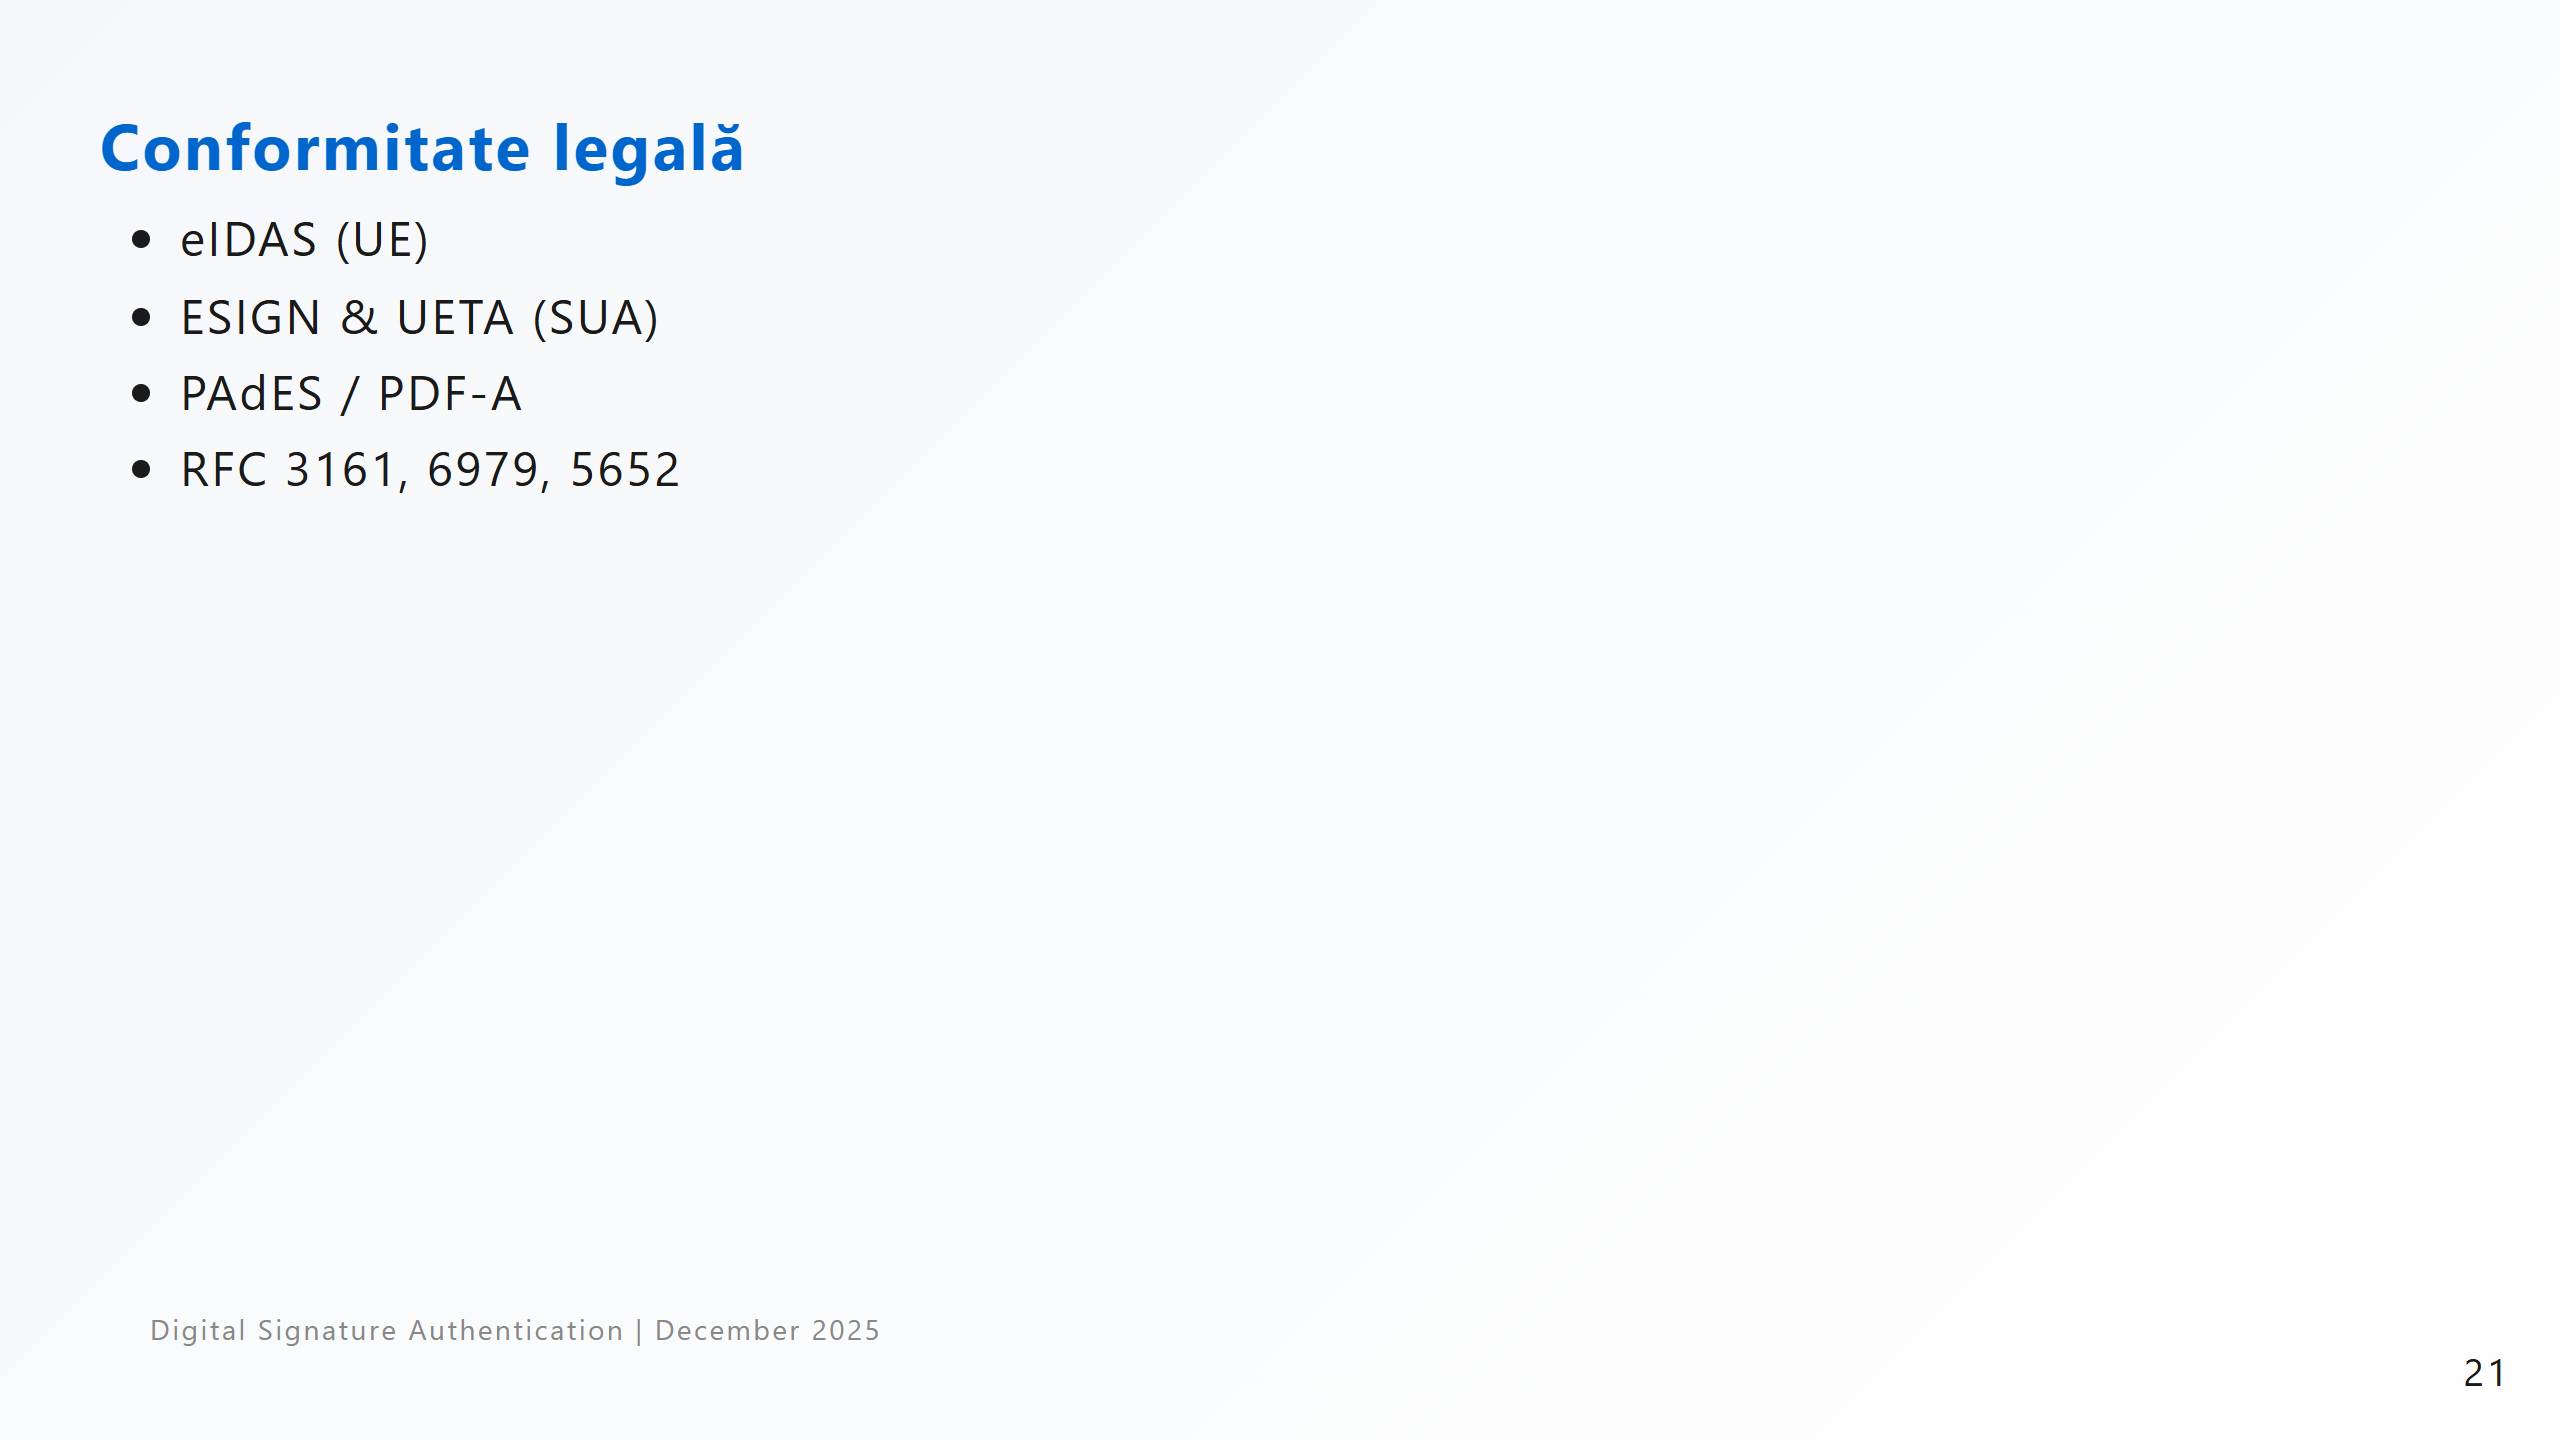 Conformitate legală
eIDAS (UE)
ESIGN & UETA (SUA)
PAdES / PDF-A
RFC 3161, 6979, 5652
Digital Signature Authentication | December 2025
21